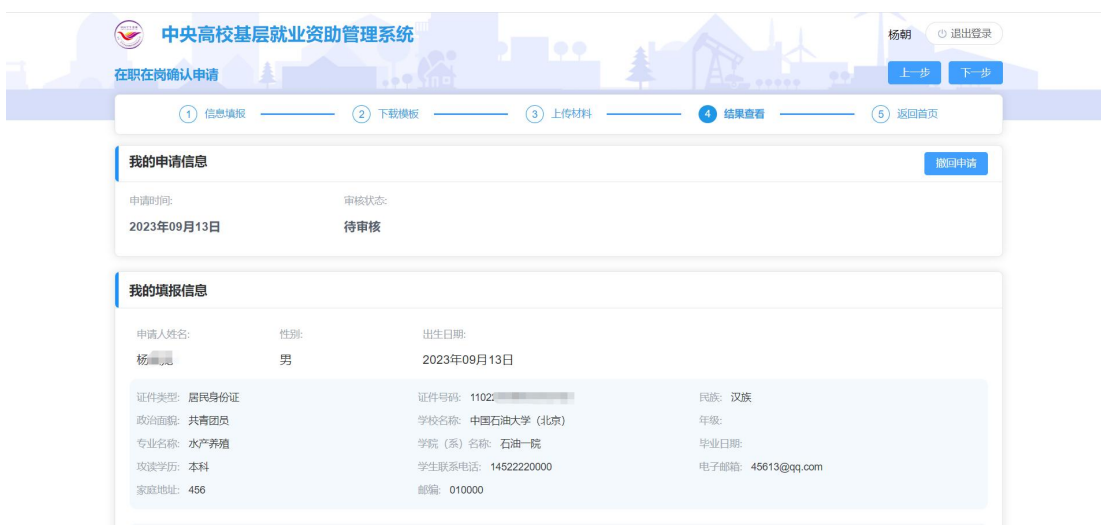 中央高校基层就业资助管理系统
杨朝 退出登录
在职在岗确认申请
上一步 下一步
1 信息填报 2 下载模板 3 上传材料 4 结果查看 5 返回首页
我的申请信息 撤回申请
申请时间: 审核状态:
2023年09月13日 待审核
我的填报信息
申请人姓名: 性别: 出生日期:
杨 男 2023年09月13日
证件类型: 居民身份证 证件号码: 1102 民族: 汉族
政治面貌: 共青团员 学校名称: 中国石油大学（北京） 年级:
专业名称: 水产养殖 学院（系）名称: 石油一院 毕业日期:
攻读学历: 本科 学生联系电话: 14522220000 电子邮箱: 45613@qq.com
家庭地址: 456 邮编: 010000